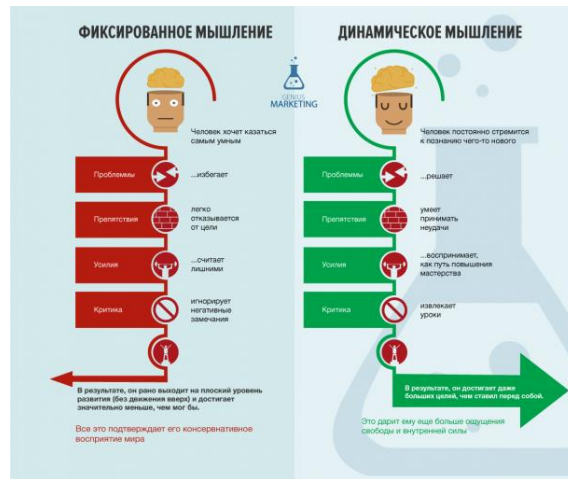 ФИКСИРОВАННОЕ МЫШЛЕНИЕ
Человек хочет казаться
самым умным
Проблеммы
...избегает
Препятствия
легко
отказывается
от цели
Усилия
...считает
лишними
Критика
игнорирует
негативные
замечания
В результате, он рано выходит на плоский уровень
развития (без движения вверх) и достигает
значительно меньше, чем мог бы.
Все это подтверждает его консервативное
восприятие мира
GENIUS
MARKETING
ДИНАМИЧЕСКОЕ МЫШЛЕНИЕ
Человек постоянно стремится
к познанию чего-то нового
Проблеммы
...решает
Препятствия
умеет
принимать
неудачи
Усилия
...воспринимает,
как путь повышения
мастерства
Критика
извлекает
уроки
В результате, он достигает даже
больших целей, чем ставил перед собой.
Это дарит ему еще больше ощущения
свободы и внутренней силы